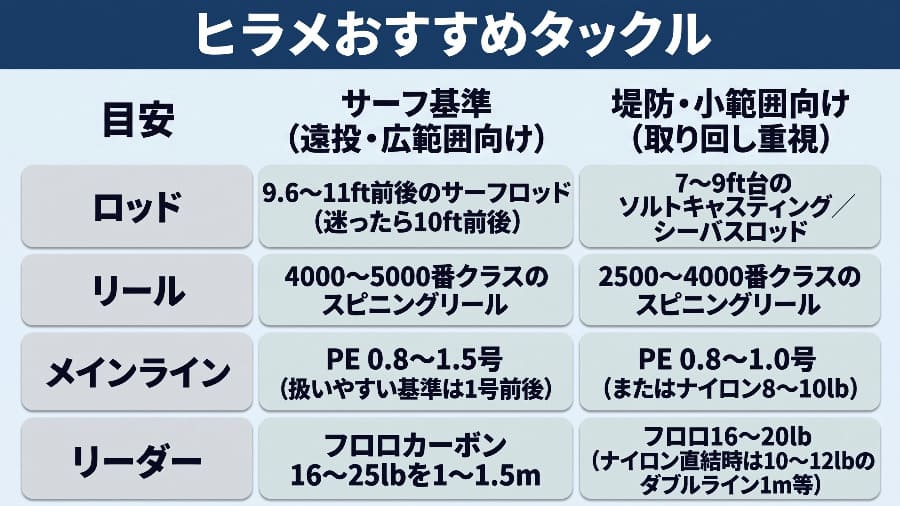 ヒラメおすすめタックル
目安
サーフ基準
（遠投・広範囲向け）
堤防・小範囲向け
（取り回し重視）
ロッド
9.6～11ft前後のサーフロッド
（迷ったら10ft前後）
7～9ft台の
ソルトキャスティング／
シーバスロッド
リール
4000～5000番クラスの
スピニングリール
2500～4000番クラスの
スピニングリール
メインライン
PE 0.8～1.5号
（扱いやすい基準は1号前後）
PE 0.8～1.0号
（またはナイロン8～10lb）
リーダー
フロロカーボン
16～25lbを1～1.5m
フロロ16～20lb
（ナイロン直結時は10～12lbの
ダブルライン1m等）